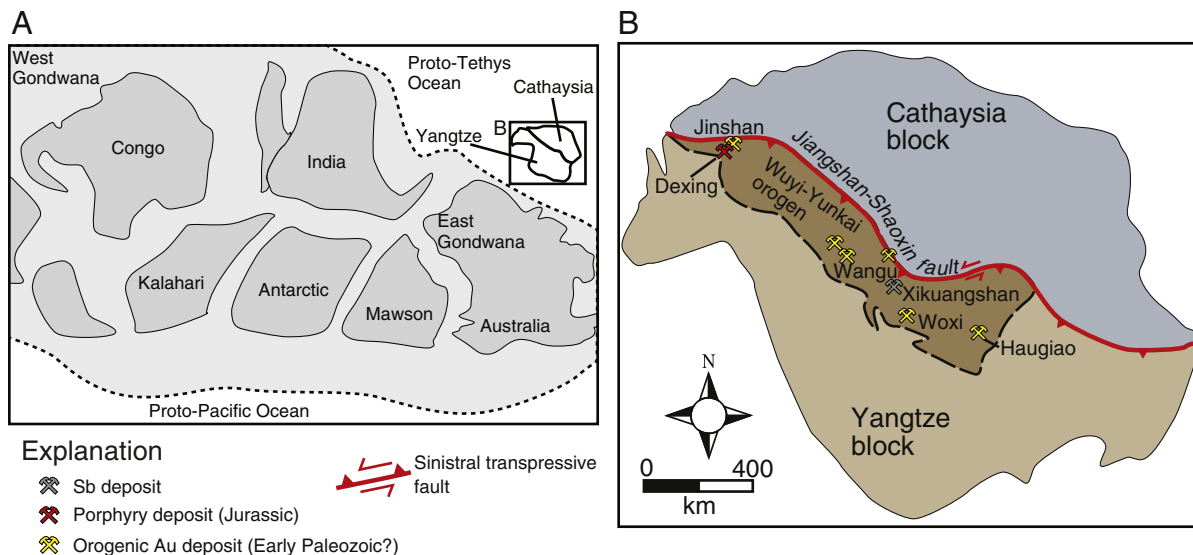 A
West
Gondwana
Proto-Tethys
Ocean
Cathaysia
B
Yangtze
Congo
India
East
Gondwana
Kalahari
Antarctic
Mawson
Australia
Proto-Pacific Ocean
Explanation
Sb deposit
Porphyry deposit (Jurassic)
Orogenic Au deposit (Early Paleozoic?)
Sinistral transpressive
fault
B
Cathaysia
block
Jinshan
Jiangshan-Shaoxin fault
Dexing
Wuyi-Yunkai
orogen
Wangu
Xikuangshan
Woxi
Haugiao
N
Yangtze
block
0 400
km